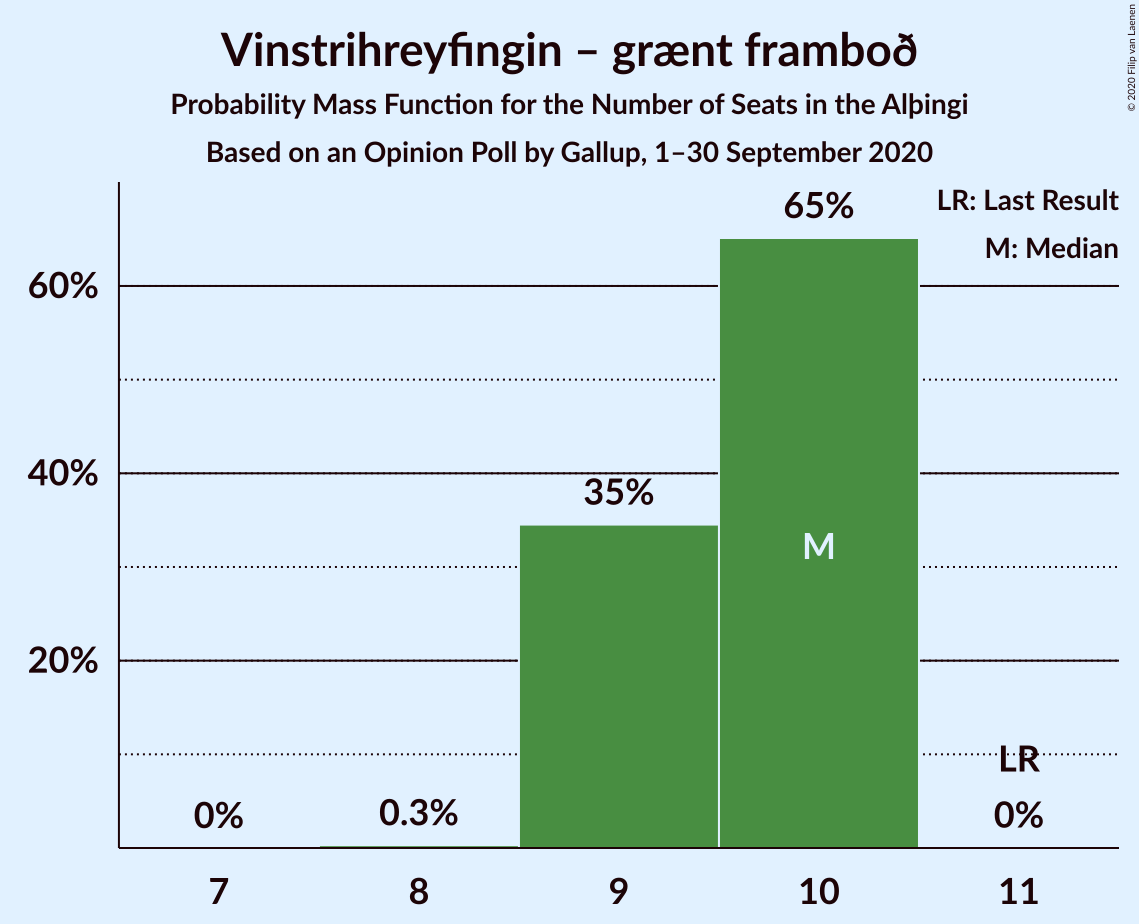 Vinstrihreyfingin – grænt framboð
Probability Mass Function for the Number of Seats in the Alþingi
Based on an Opinion Poll by Gallup, 1–30 September 2020
© 2020 Filip van Laenen
LR: Last Result
M: Median
65%
60%
40%
35%
M
20%
LR
0%
0.3%
0%
7
8
9
10
11